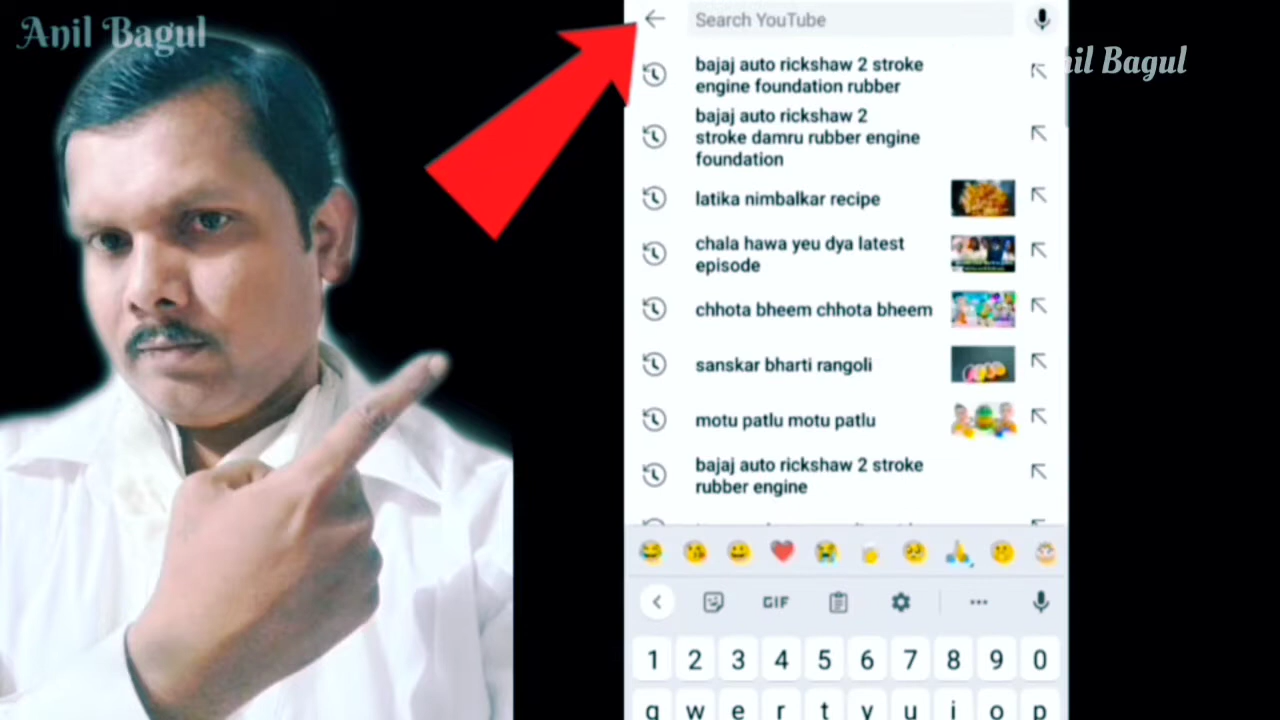 Anil Bagul
Search YouTube
il Bagul
bajaj auto rickshaw 2 stroke
engine foundation rubber
bajaj auto rickshaw 2
stroke damru rubber engine
foundation
latika nimbalkar recipe
chala hawa yeu dya latest
episode
chhota bheem chhota bheem
sanskar bharti rangoli
motu patlu motu patlu
bajaj auto rickshaw 2 stroke
rubber engine
GIF
1 2 3 4 5 6 7 8 9 0
q w e r t y u i o p